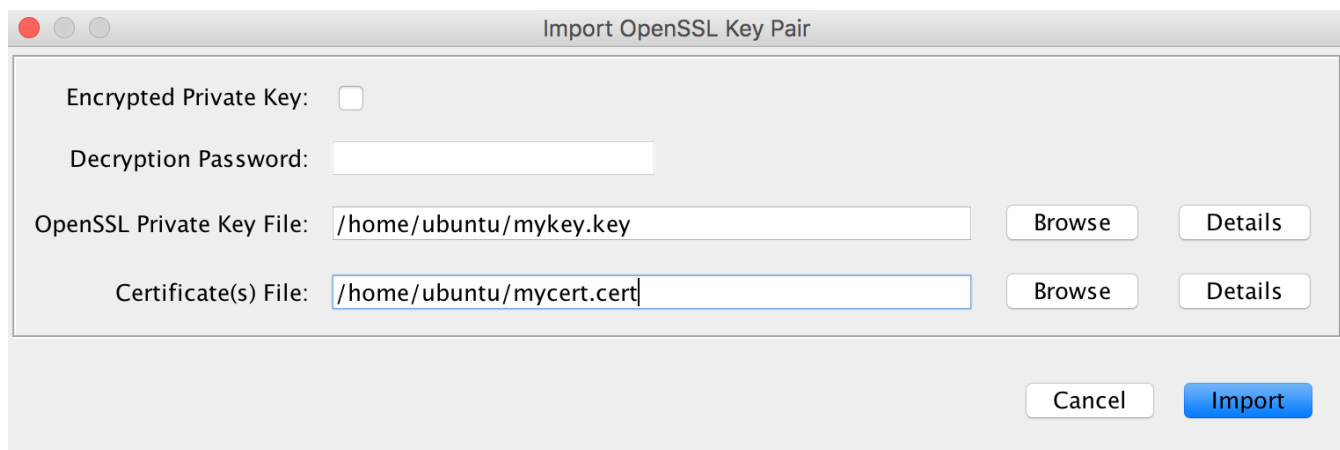 Import OpenSSL Key Pair
Encrypted Private Key:
Decryption Password:
OpenSSL Private Key File: /home/ubuntu/mykey.key Browse Details
Certificate(s) File: /home/ubuntu/mycert.cert Browse Details
Cancel Import